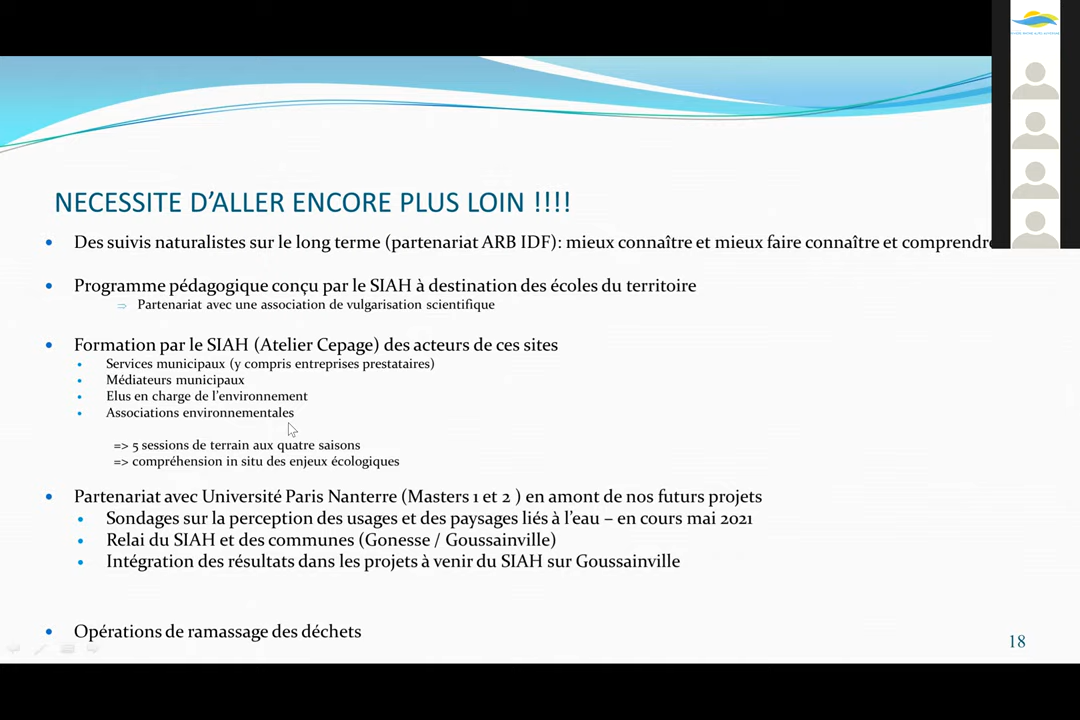 NECESSITE D'ALLER ENCORE PLUS LOIN !!!!
Des suivis naturalistes sur le long terme (partenariat ARB IDF): mieux connaître et mieux faire connaître et comprendre
Programme pédagogique conçu par le SIAH à destination des écoles du territoire
Partenariat avec une association de vulgarisation scientifique
Formation par le SIAH (Atelier Cepage) des acteurs de ces sites
Services municipaux (y compris entreprises prestataires)
Médiateurs municipaux
Elus en charge de l'environnement
Associations environnementales
=> 5 sessions de terrain aux quatre saisons
=> compréhension in situ des enjeux écologiques
Partenariat avec Université Paris Nanterre (Masters 1 et 2 ) en amont de nos futurs projets
Sondages sur la perception des usages et des paysages liés à l'eau – en cours mai 2021
Relai du SIAH et des communes (Gonesse / Goussainville)
Intégration des résultats dans les projets à venir du SIAH sur Goussainville
Opérations de ramassage des déchets
18